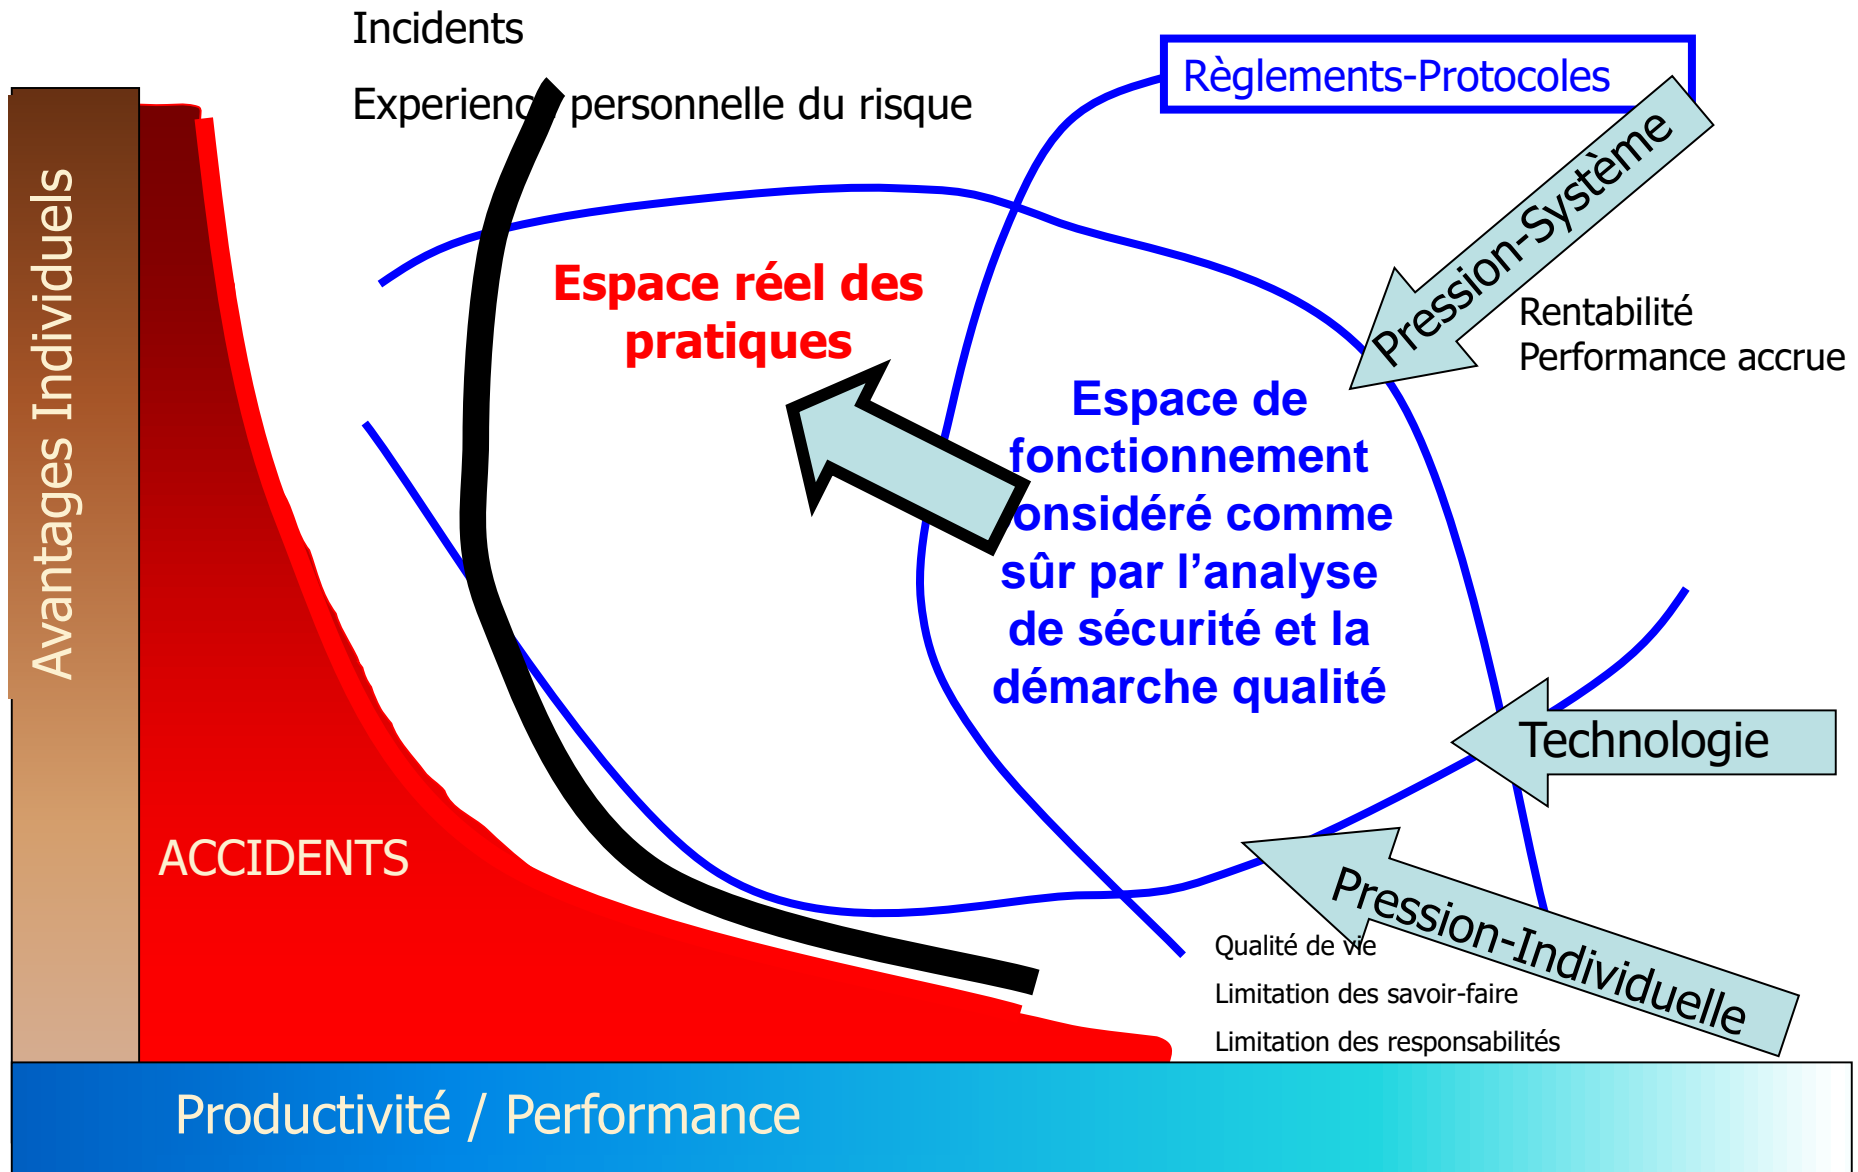 Incidents
Experience personnelle du risque
Règlements-Protocoles
Pression-Système
Rentabilité
Performance accrue
Avantages Individuels
Espace réel des
pratiques
Espace de
fonctionnement
onsidéré comme
sûr par l’analyse
de sécurité et la
démarche qualité
Technologie
ACCIDENTS
Pression-Individuelle
Qualité de vie
Limitation des savoir-faire
Limitation des responsabilités
Productivité / Performance